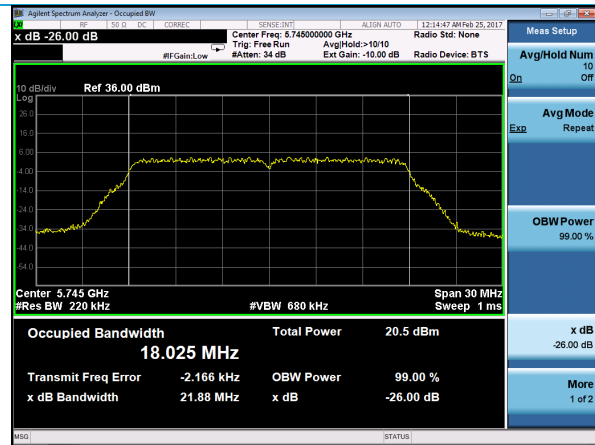 Agilent Spectrum Analyzer - Occupied BW
RF 50 Ω DC CORREC SENSE:INT ALIGN AUTO 12:14:47 AM Feb 25, 2017
x dB -26.00 dB
Center Freq: 5.745000000 GHz Radio Std: None
Trig: Free Run Avg|Hold:>10/10
#IFGain:Low #Atten: 34 dB Ext Gain: -10.00 dB Radio Device: BTS
10 dB/div Ref 36.00 dBm
Log
26.0
16.0
6.00
-4.00
-14.0
-24.0
-34.0
-44.0
-54.0
Center 5.745 GHz Span 30 MHz
#Res BW 220 kHz #VBW 680 kHz Sweep 1 ms
Occupied Bandwidth Total Power 20.5 dBm
18.025 MHz
Transmit Freq Error -2.166 kHz OBW Power 99.00 %
x dB Bandwidth 21.88 MHz x dB -26.00 dB
MSG STATUS
Meas Setup
Avg/Hold Num
10
On Off
Avg Mode
Exp Repeat
OBW Power
99.00 %
x dB
-26.00 dB
More
1 of 2